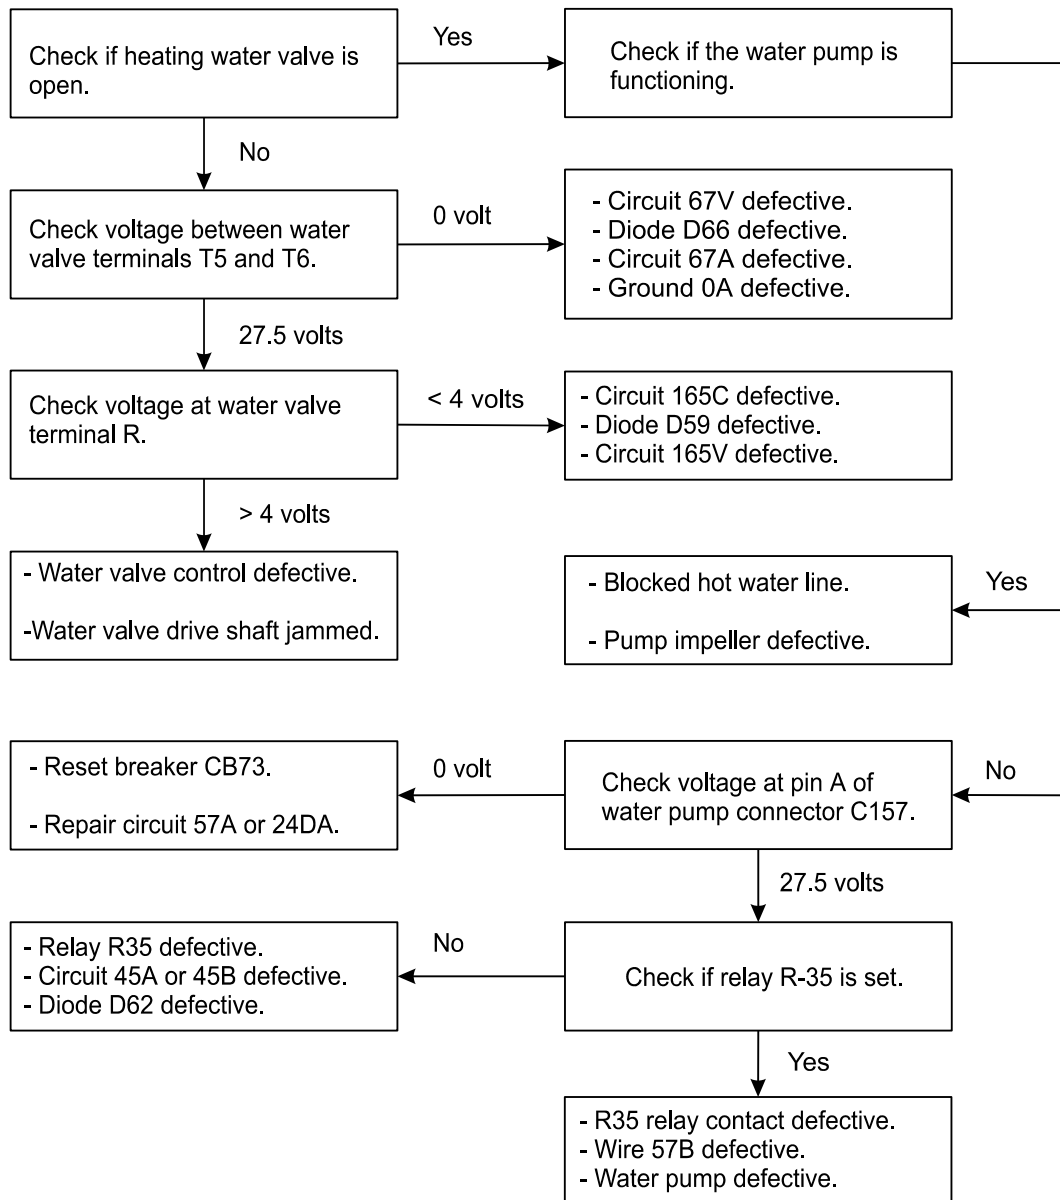 Check if heating water valve is
open.
Yes
Check if the water pump is
functioning.
No
Check voltage between water
valve terminals T5 and T6.
0 volt
- Circuit 67V defective.
- Diode D66 defective.
- Circuit 67A defective.
- Ground 0A defective.
27.5 volts
Check voltage at water valve
terminal R.
< 4 volts
- Circuit 165C defective.
- Diode D59 defective.
- Circuit 165V defective.
> 4 volts
- Water valve control defective.
-Water valve drive shaft jammed.
- Blocked hot water line.
- Pump impeller defective.
Yes
- Reset breaker CB73.
- Repair circuit 57A or 24DA.
0 volt
Check voltage at pin A of
water pump connector C157.
No
27.5 volts
- Relay R35 defective.
- Circuit 45A or 45B defective.
- Diode D62 defective.
No
Check if relay R-35 is set.
Yes
- R35 relay contact defective.
- Wire 57B defective.
- Water pump defective.